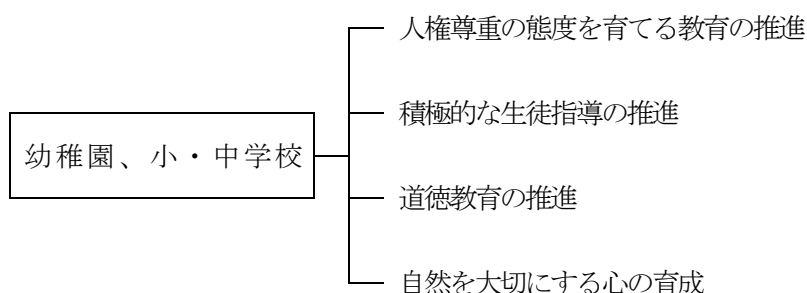 人権尊重の態度を育てる教育の推進
積極的な生徒指導の推進
幼稚園、小・中学校
道徳教育の推進
自然を大切にする心の育成